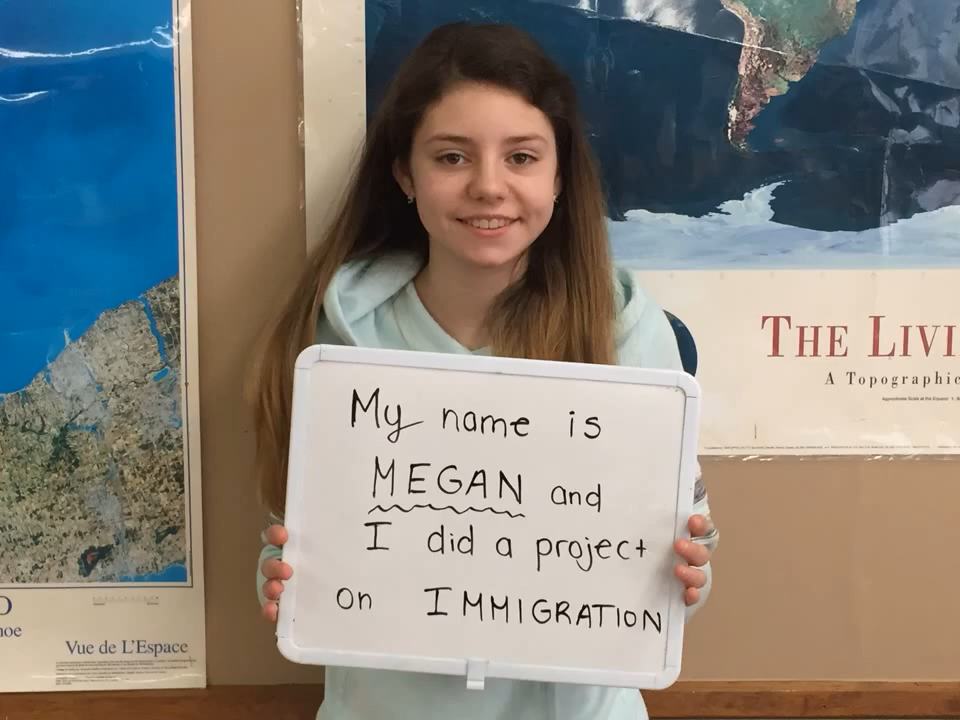 My name is
MEGAN and
I did a project
on IMMIGRATION
THE LIVI
A Topographic
Vue de L'Espace